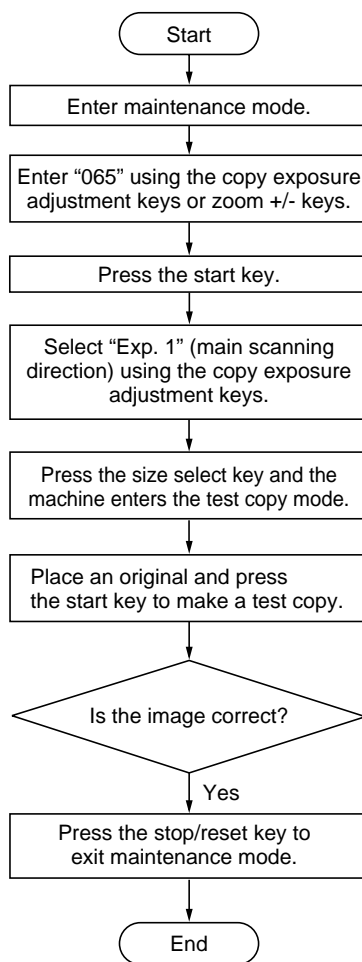 Start
Enter maintenance mode.
Enter “065” using the copy exposure
adjustment keys or zoom +/- keys.
Press the start key.
Select “Exp. 1” (main scanning
direction) using the copy exposure
adjustment keys.
Press the size select key and the
machine enters the test copy mode.
Place an original and press
the start key to make a test copy.
Is the image correct?
Yes
Press the stop/reset key to
exit maintenance mode.
End